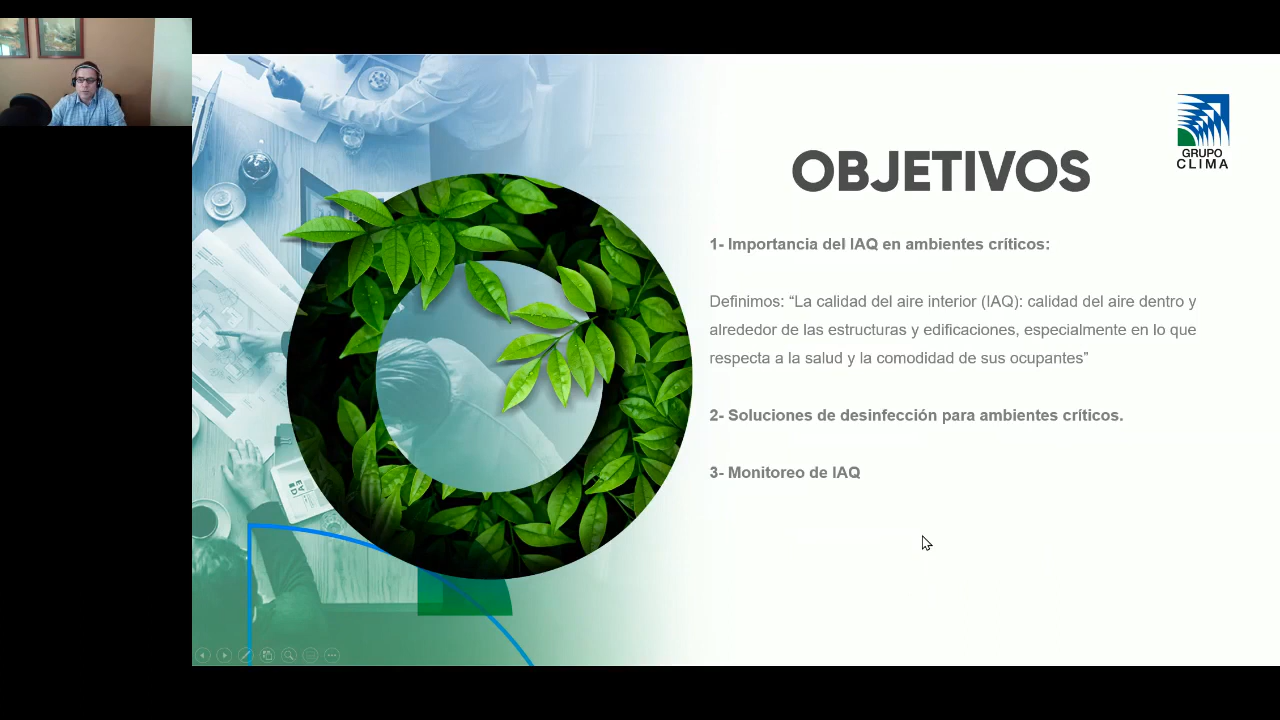 OBJETIVOS
GRUPO
CLIMA
1- Importancia del IAQ en ambientes críticos:
Definimos: “La calidad del aire interior (IAQ): calidad del aire dentro y
alrededor de las estructuras y edificaciones, especialmente en lo que
respecta a la salud y la comodidad de sus ocupantes”
2- Soluciones de desinfección para ambientes críticos.
3- Monitoreo de IAQ